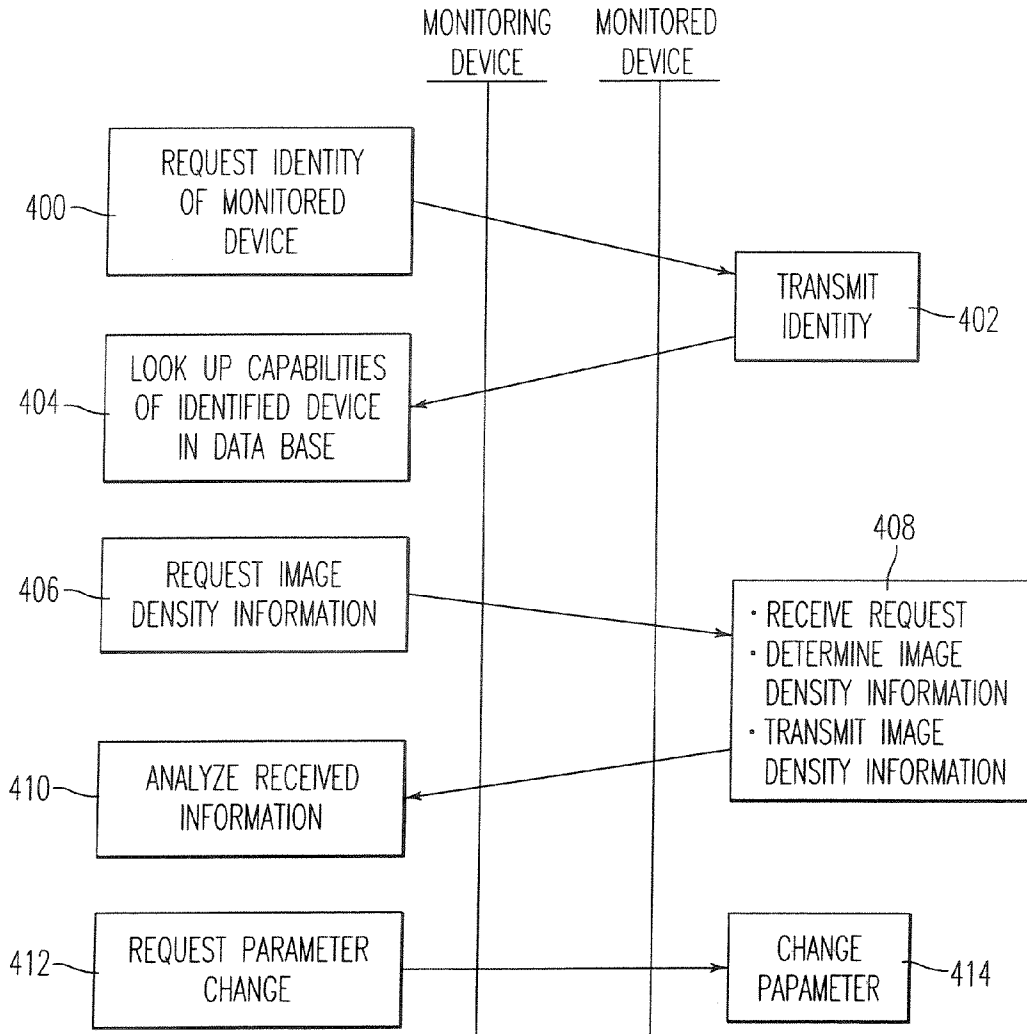 MONITORING
DEVICE
MONITORED
DEVICE
REQUEST IDENTITY
OF MONITORED
DEVICE
400
TRANSMIT
IDENTITY
402
LOOK UP CAPABILITIES
OF IDENTIFIED DEVICE
IN DATA BASE
404
REQUEST IMAGE
DENSITY INFORMATION
406
408
· RECEIVE REQUEST
· DETERMINE IMAGE
DENSITY INFORMATION
· TRANSMIT IMAGE
DENSITY INFORMATION
ANALYZE RECEIVED
INFORMATION
410
REQUEST PARAMETER
CHANGE
412
CHANGE
PAPAMETER
414